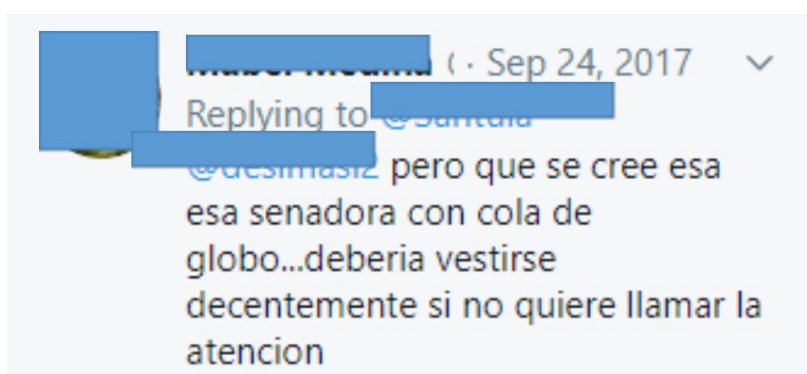 ( · Sep 24, 2017
Replying to
pero que se cree esa
esa senadora con cola de
globo...deberia vestirse
decentemente si no quiere llamar la
atencion